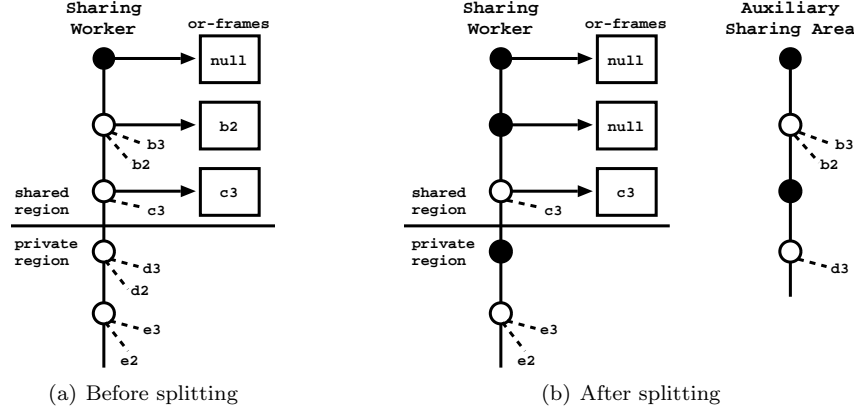 Sharing
Worker
or-frames
null
b2
b3
b2
c3
c3
shared
region
private
region
d3
d2
e3
e2
(a) Before splitting
Sharing
Worker
or-frames
null
null
c3
c3
shared
region
private
region
e3
e2
Auxiliary
Sharing Area
b3
b2
d3
(b) After splitting